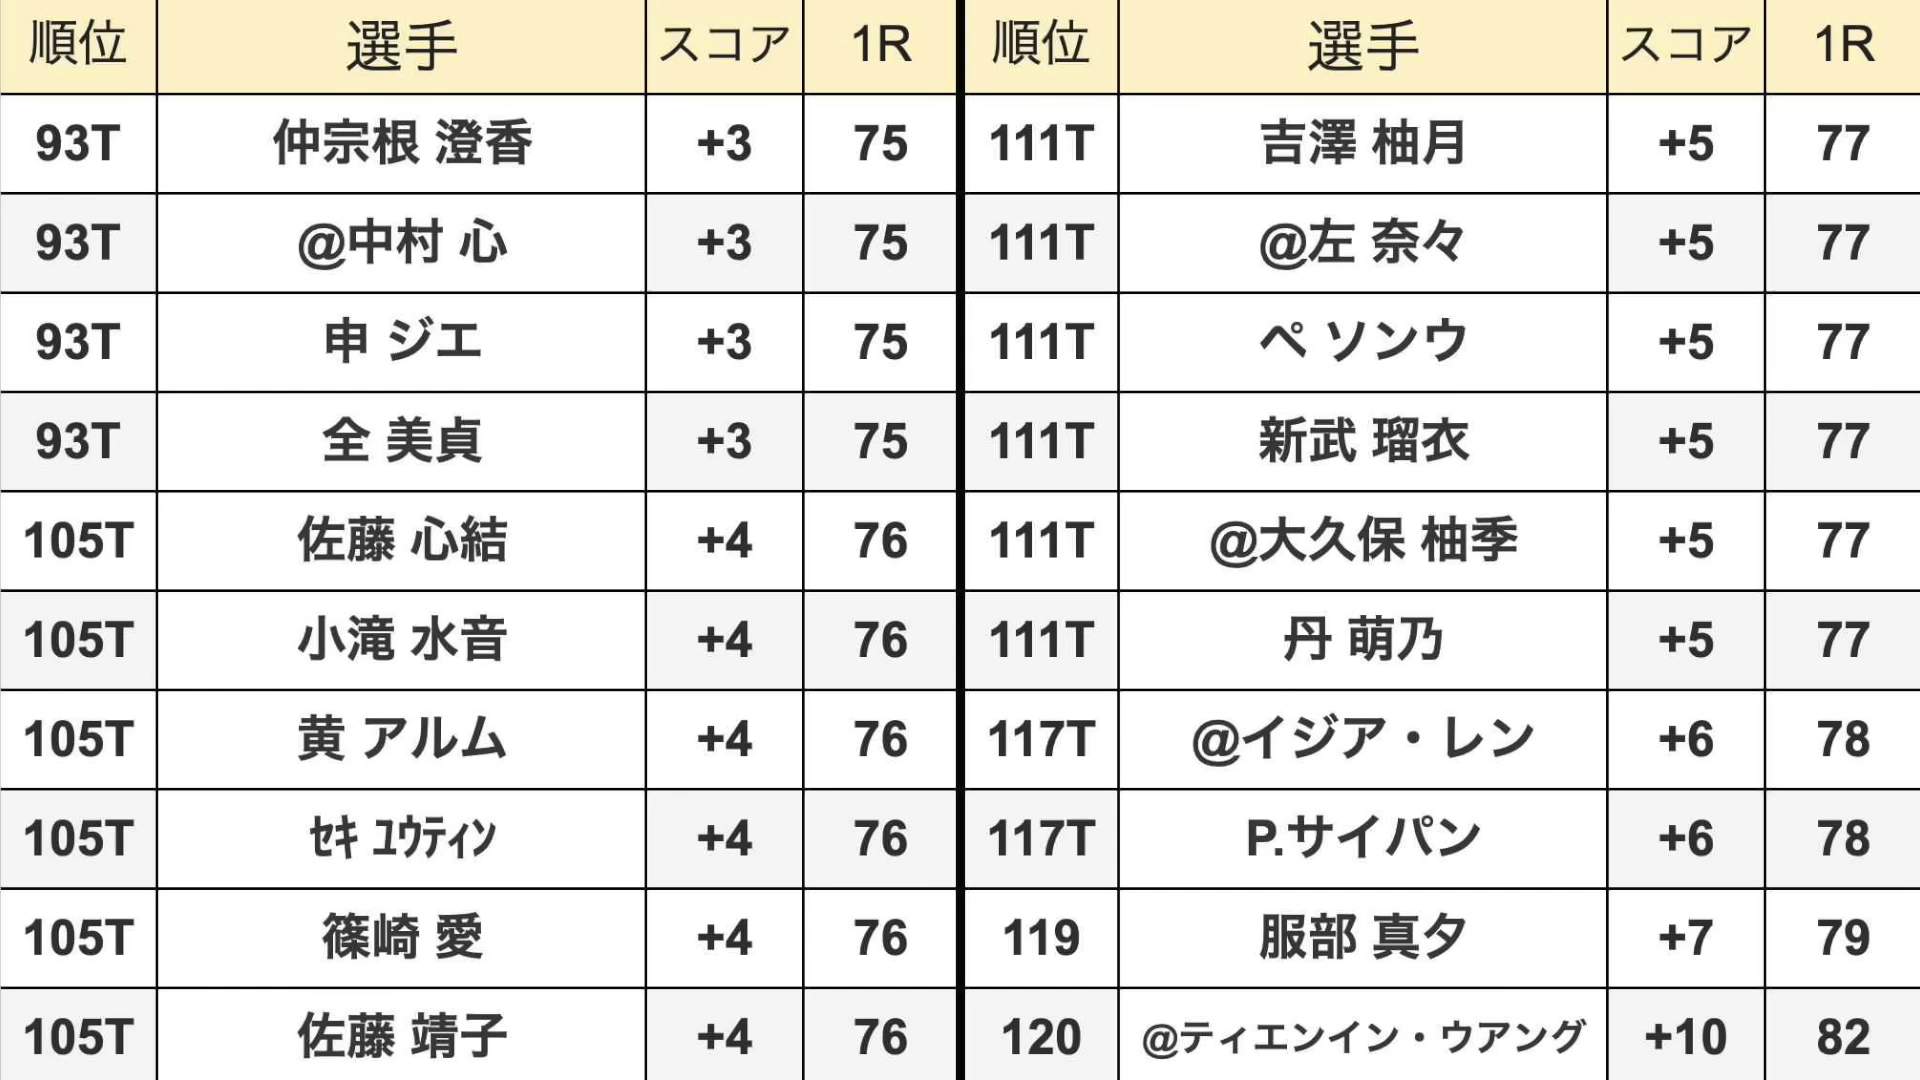 順位 選手 スコア 1R 順位 選手 スコア 1R
93T 仲宗根 澄香 +3 75 111T 吉澤 柚月 +5 77
93T @中村 心 +3 75 111T @左 奈々 +5 77
93T 申 ジエ +3 75 111T ペ ソンウ +5 77
93T 全 美貞 +3 75 111T 新武 瑠衣 +5 77
105T 佐藤 心結 +4 76 111T @大久保 柚季 +5 77
105T 小滝 水音 +4 76 111T 丹 萌乃 +5 77
105T 黄 アルム +4 76 117T @イジア・レン +6 78
105T ｾｷ ﾕｳﾃｨﾝ +4 76 117T P.サイパン +6 78
105T 篠崎 愛 +4 76 119 服部 真夕 +7 79
105T 佐藤 靖子 +4 76 120 @ティエンイン・ウアング +10 82